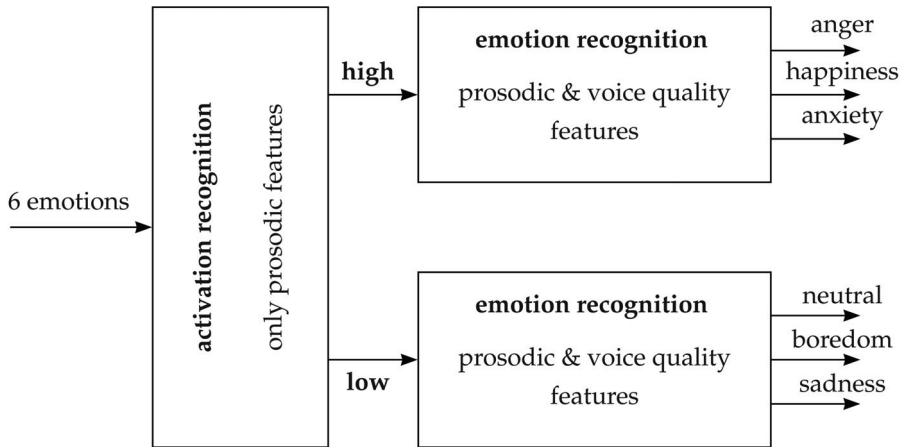 6 emotions
activation recognition
only prosodic features
high
emotion recognition
prosodic & voice quality
features
anger
happiness
anxiety
low
emotion recognition
prosodic & voice quality
features
neutral
boredom
sadness